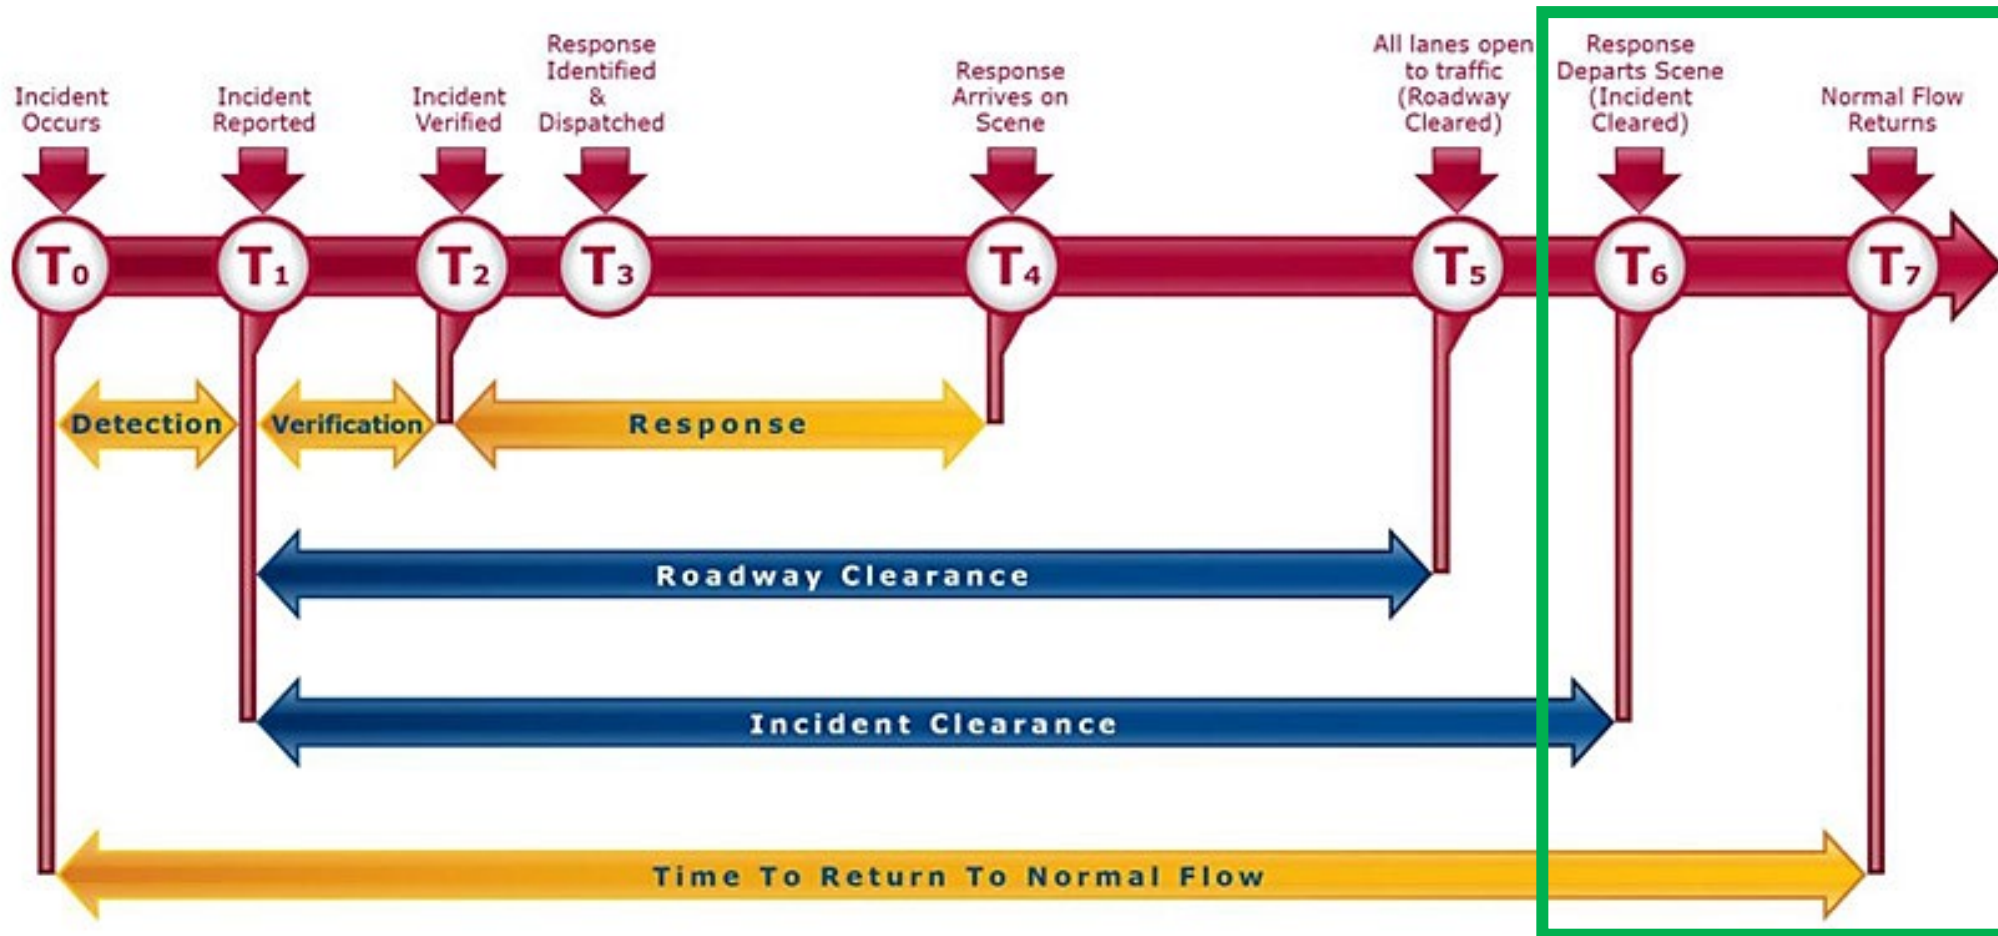 Incident
Occurs
Incident
Reported
Incident
Verified
Response
Identified
&
Dispatched
Response
Arrives on
Scene
All lanes open
to traffic
(Roadway
Cleared)
Response
Departs Scene
(Incident
Cleared)
Normal Flow
Returns
T0
T1
T2
T3
T4
T5
T6
T7
Detection
Verification
Response
Roadway Clearance
Incident Clearance
Time To Return To Normal Flow